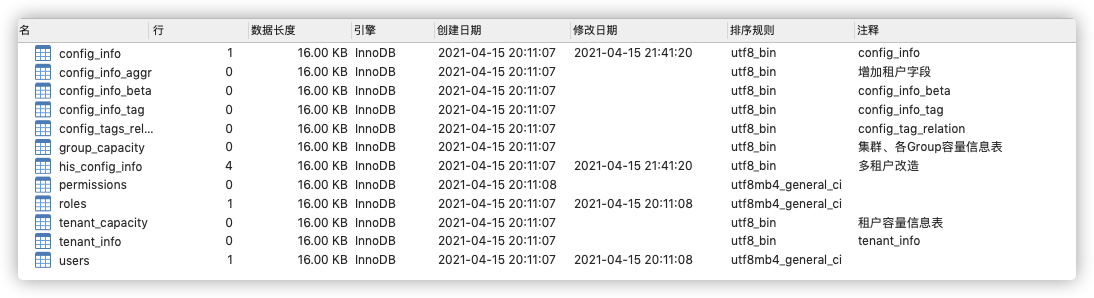 名 行 数据长度 引擎 创建日期 修改日期 排序规则 注释
config_info 1 16.00 KB InnoDB 2021-04-15 20:11:07 2021-04-15 21:41:20 utf8_bin config_info
config_info_aggr 0 16.00 KB InnoDB 2021-04-15 20:11:07 utf8_bin 增加租户字段
config_info_beta 0 16.00 KB InnoDB 2021-04-15 20:11:07 utf8_bin config_info_beta
config_info_tag 0 16.00 KB InnoDB 2021-04-15 20:11:07 utf8_bin config_info_tag
config_tags_rel... 0 16.00 KB InnoDB 2021-04-15 20:11:07 utf8_bin config_tag_relation
group_capacity 0 16.00 KB InnoDB 2021-04-15 20:11:07 utf8_bin 集群、各Group容量信息表
his_config_info 4 16.00 KB InnoDB 2021-04-15 20:11:07 2021-04-15 21:41:20 utf8_bin 多租户改造
permissions 0 16.00 KB InnoDB 2021-04-15 20:11:08 utf8mb4_general_ci
roles 1 16.00 KB InnoDB 2021-04-15 20:11:07 2021-04-15 20:11:08 utf8mb4_general_ci
tenant_capacity 0 16.00 KB InnoDB 2021-04-15 20:11:07 utf8_bin 租户容量信息表
tenant_info 0 16.00 KB InnoDB 2021-04-15 20:11:07 utf8_bin tenant_info
users 1 16.00 KB InnoDB 2021-04-15 20:11:07 2021-04-15 20:11:08 utf8mb4_general_ci